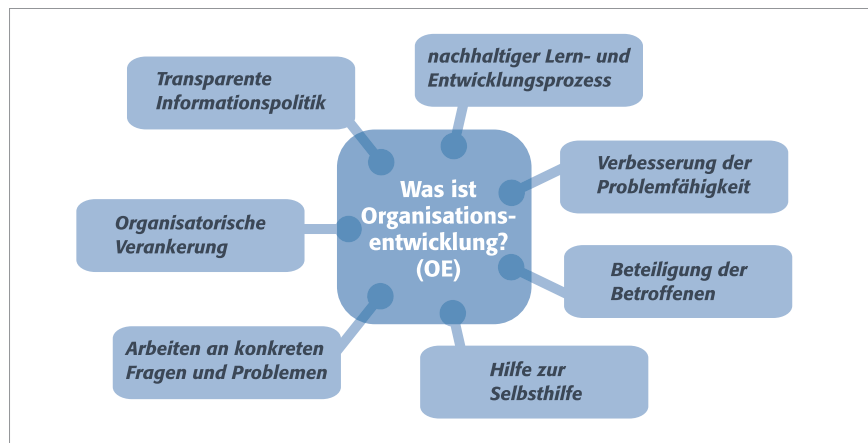 Transparente
Informationspolitik
nachhaltiger Lern- und
Entwicklungsprozess
Was ist
Organisations-
entwicklung?
(OE)
Verbesserung der
Problemfähigkeit
Organisatorische
Verankerung
Beteiligung der
Betroffenen
Arbeiten an konkreten
Fragen und Problemen
Hilfe zur
Selbsthilfe